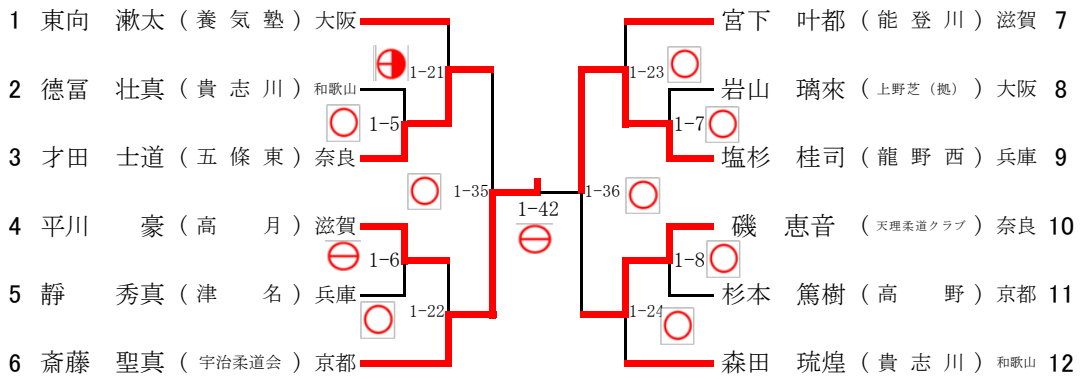 1 東向 漱太 (養気塾) 大阪
1-21
2 德冨 壮真 (貴志川) 和歌山
1-5
3 才田 士道 (五條東) 奈良
1-35
4 平川 豪 (高月) 滋賀
1-6
5 靜 秀真 (津名) 兵庫
1-22
6 斎藤 聖真 (宇治柔道会) 京都
1-42
宮下 叶都 (能登川) 滋賀 7
1-23
岩山 璃來 (上野芝(拠)) 大阪 8
1-7
塩杉 桂司 (龍野西) 兵庫 9
1-36
磯 恵音 (天理柔道クラブ) 奈良 10
1-8
杉本 篤樹 (高野) 京都 11
1-24
森田 琉煌 (貴志川) 和歌山 12